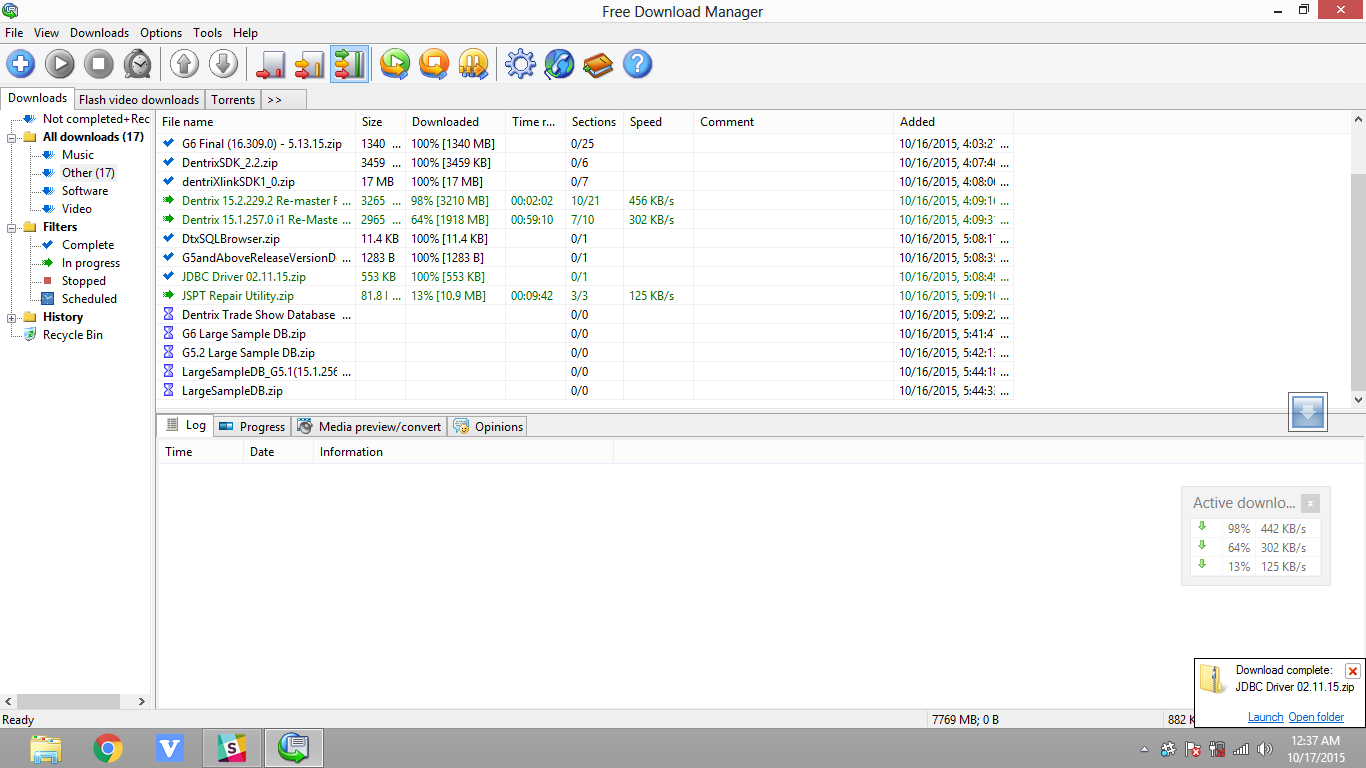 Free Download Manager
File View Downloads Options Tools Help
Downloads Flash video downloads Torrents >>
Not completed+Rec
All downloads (17)
Music
Other (17)
Software
Video
Filters
Complete
In progress
Stopped
Scheduled
History
Recycle Bin
File name Size Downloaded Time r... Sections Speed Comment Added
G6 Final (16.309.0) - 5.13.15.zip 1340 ... 100% [1340 MB] 0/25 10/16/2015, 4:03:27 ...
DentrixSDK_2.2.zip 3459 ... 100% [3459 KB] 0/6 10/16/2015, 4:07:46 ...
dentriXlinkSDK1_0.zip 17 MB 100% [17 MB] 0/7 10/16/2015, 4:08:06 ...
Dentrix 15.2.229.2 Re-master F ... 3265 ... 98% [3210 MB] 00:02:02 10/21 456 KB/s 10/16/2015, 4:09:16 ...
Dentrix 15.1.257.0 i1 Re-Maste ... 2965 ... 64% [1918 MB] 00:59:10 7/10 302 KB/s 10/16/2015, 4:09:31 ...
DtxSQLBrowser.zip 11.4 KB 100% [11.4 KB] 0/1 10/16/2015, 5:08:17 ...
G5andAboveReleaseVersionD ... 1283 B 100% [1283 B] 0/1 10/16/2015, 5:08:35 ...
JDBC Driver 02.11.15.zip 553 KB 100% [553 KB] 0/1 10/16/2015, 5:08:49 ...
JSPT Repair Utility.zip 81.8 ... 13% [10.9 MB] 00:09:42 3/3 125 KB/s 10/16/2015, 5:09:10 ...
Dentrix Trade Show Database ... 0/0 10/16/2015, 5:09:22 ...
G6 Large Sample DB.zip 0/0 10/16/2015, 5:41:47 ...
G5.2 Large Sample DB.zip 0/0 10/16/2015, 5:42:13 ...
LargeSampleDB_G5.1(15.1.256 ... 0/0 10/16/2015, 5:44:18 ...
LargeSampleDB.zip 0/0 10/16/2015, 5:44:33 ...
Log Progress Media preview/convert Opinions
Time Date Information
Active downlo... x
98% 442 KB/s
64% 302 KB/s
13% 125 KB/s
Download complete:
JDBC Driver 02.11.15.zip
Launch Open folder
Ready 7769 MB; 0 B 882 K
12:37 AM
10/17/2015